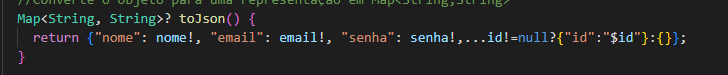 //Converte o objeto para uma representação em Map<String,String>
Map<String, String>? toJson() {
return {"nome": nome!, "email": email!, "senha": senha!,...id!=null?{"id":"$id"}:{}};
}